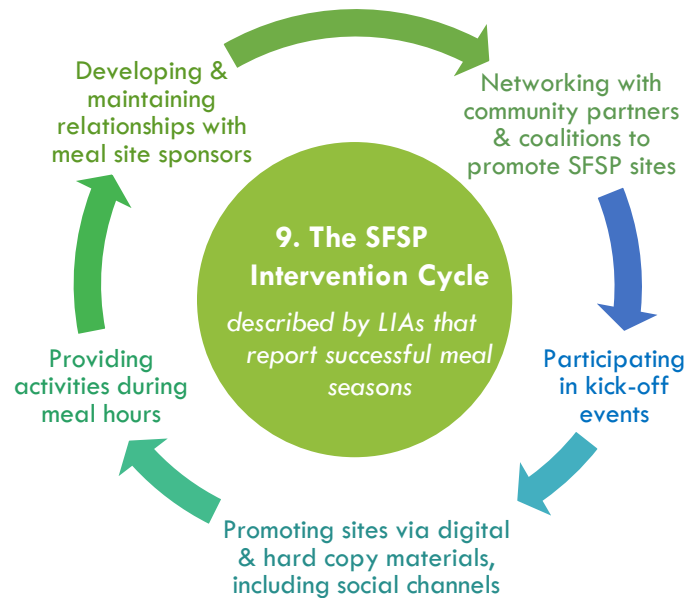 Developing &
maintaining
relationships with
meal site sponsors
Networking with
community partners
& coalitions to
promote SFSP sites
9. The SFSP
Intervention Cycle
described by LIAs that
report successful meal
seasons
Participating
in kick-off
events
Promoting sites via digital
& hard copy materials,
including social channels
Providing
activities during
meal hours